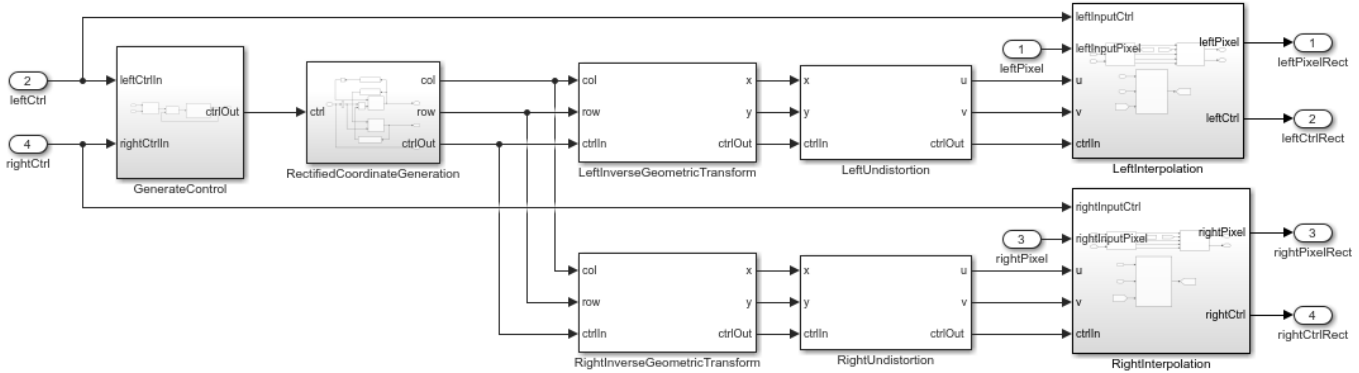 2
leftCtrl
4
rightCtrl
leftCtrlIn
ctrlOut
rightCtrlIn
GenerateControl
ctrl
col
row
ctrlOut
RectifiedCoordinateGeneration
col
row
ctrlIn
x
y
ctrlOut
LeftInverseGeometricTransform
x
y
ctrlIn
u
v
ctrlOut
LeftUndistortion
1
leftPixel
leftInputCtrl
leftInputPixel
u
v
ctrlIn
leftPixel
leftCtrl
LeftInterpolation
1
leftPixelRect
2
leftCtrlRect
col
row
ctrlIn
x
y
ctrlOut
RightInverseGeometricTransform
x
y
ctrlIn
u
v
ctrlOut
RightUndistortion
3
rightPixel
rightInputCtrl
rightInputPixel
u
v
ctrlIn
rightPixel
rightCtrl
RightInterpolation
3
rightPixelRect
4
rightCtrlRect